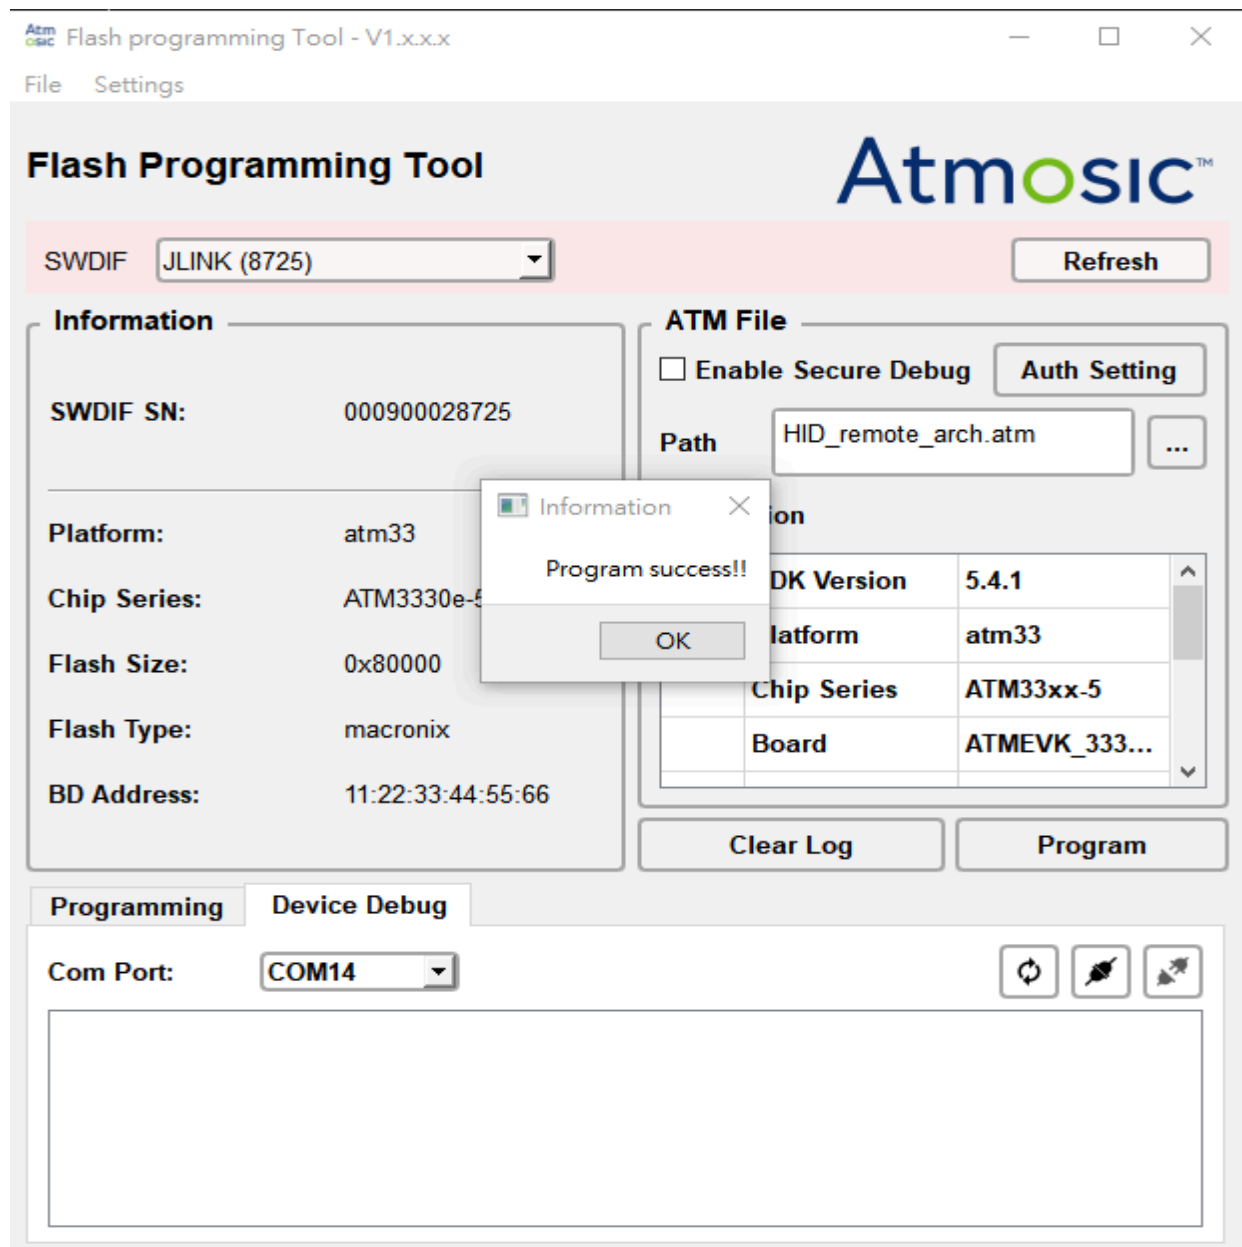 Atmosic Flash programming Tool - V1.x.x.x
File Settings
Flash Programming Tool
Atmosic™
SWDIF JLINK (8725) Refresh
Information
SWDIF SN: 000900028725
Platform: atm33
Chip Series: ATM3330e-5
Flash Size: 0x80000
Flash Type: macronix
BD Address: 11:22:33:44:55:66
ATM File
Enable Secure Debug Auth Setting
Path HID_remote_arch.atm ...
ion
DK Version 5.4.1
latform atm33
Chip Series ATM33xx-5
Board ATMEVK_333...
Information
Program success!!
OK
Clear Log Program
Programming Device Debug
Com Port: COM14